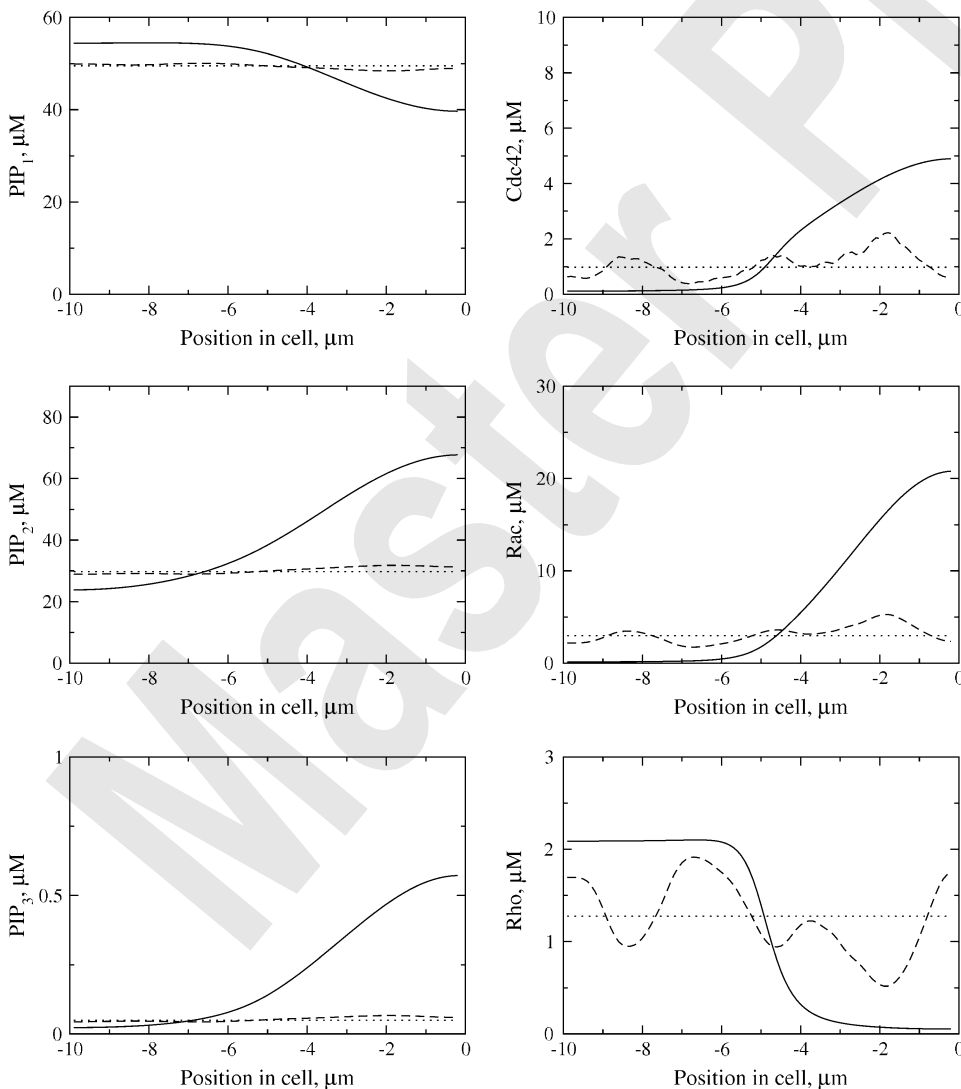 60
40
20
0
-10 -8 -6 -4 -2 0
PIP1, μM
Position in cell, μm
10
8
6
4
2
0
-10 -8 -6 -4 -2 0
Cdc42, μM
Position in cell, μm
80
60
40
20
0
-10 -8 -6 -4 -2 0
PIP2, μM
Position in cell, μm
30
20
10
0
-10 -8 -6 -4 -2 0
Rac, μM
Position in cell, μm
1
0.5
0
-10 -8 -6 -4 -2 0
PIP3, μM
Position in cell, μm
3
2
1
0
-10 -8 -6 -4 -2 0
Rho, μM
Position in cell, μm
Master